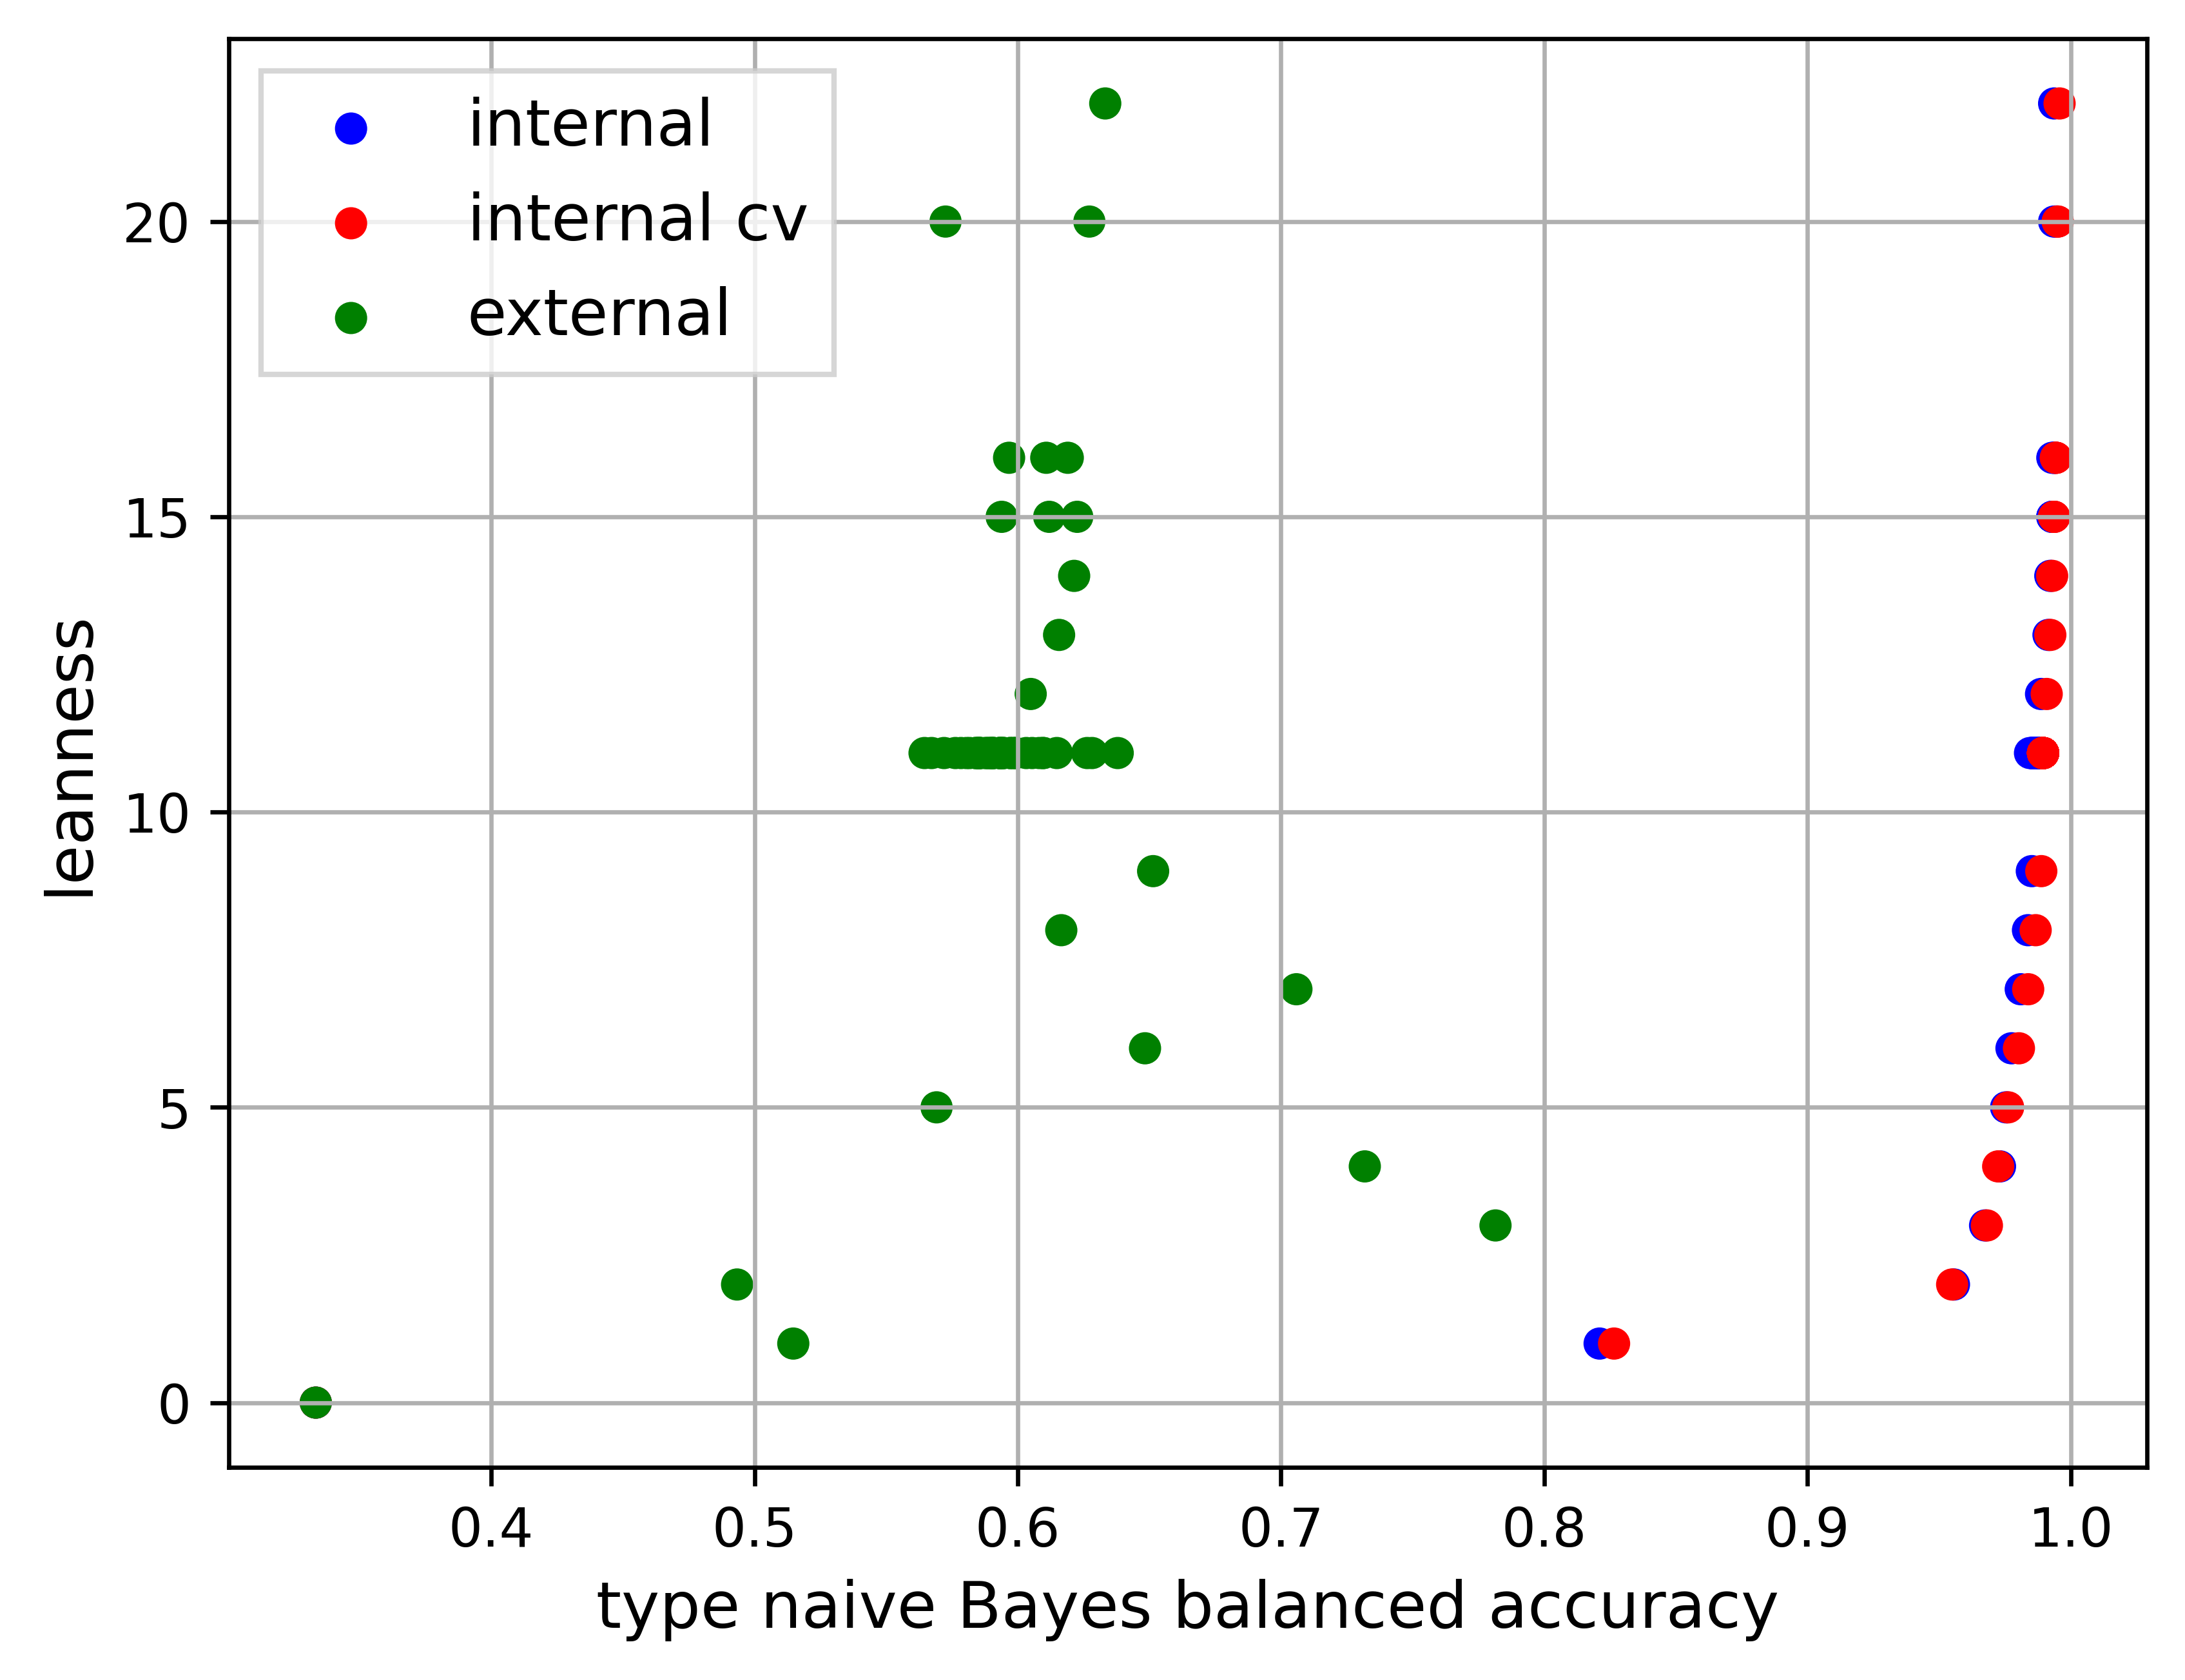 internal
internal cv
external
20
15
10
5
0
leanness
0.4 0.5 0.6 0.7 0.8 0.9 1.0
type naive Bayes balanced accuracy